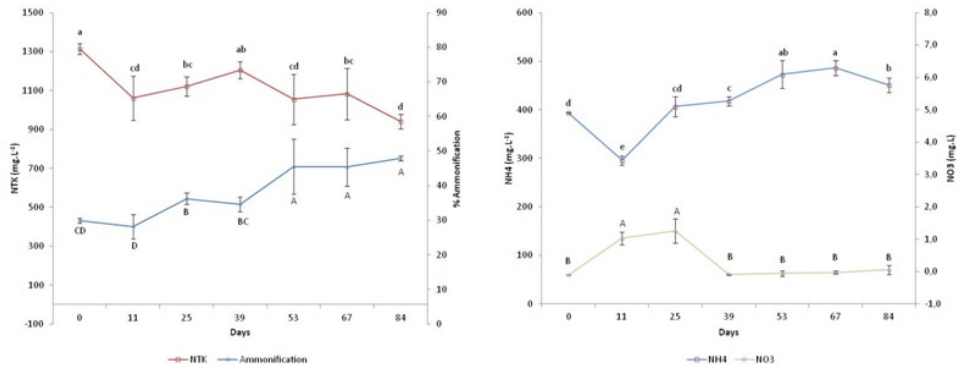 1500
1300
1100
900
700
500
300
100
-100
NTK (mg.L⁻¹)
90
80
70
60
50
40
30
20
10
0
% Ammonification
a
cd
bc
ab
cd
bc
d
CD
D
B
BC
A
A
A
0 11 25 39 53 67 84
Days
NTK Ammonification
600
500
400
300
200
100
0
NH4 (mg.L⁻¹)
8,0
7,0
6,0
5,0
4,0
3,0
2,0
1,0
0,0
-1,0
NO3 (mg.L)
d
e
cd
c
ab
a
b
B
A
A
B
B
B
B
0 11 25 39 53 67 84
Days
NH4 NO3